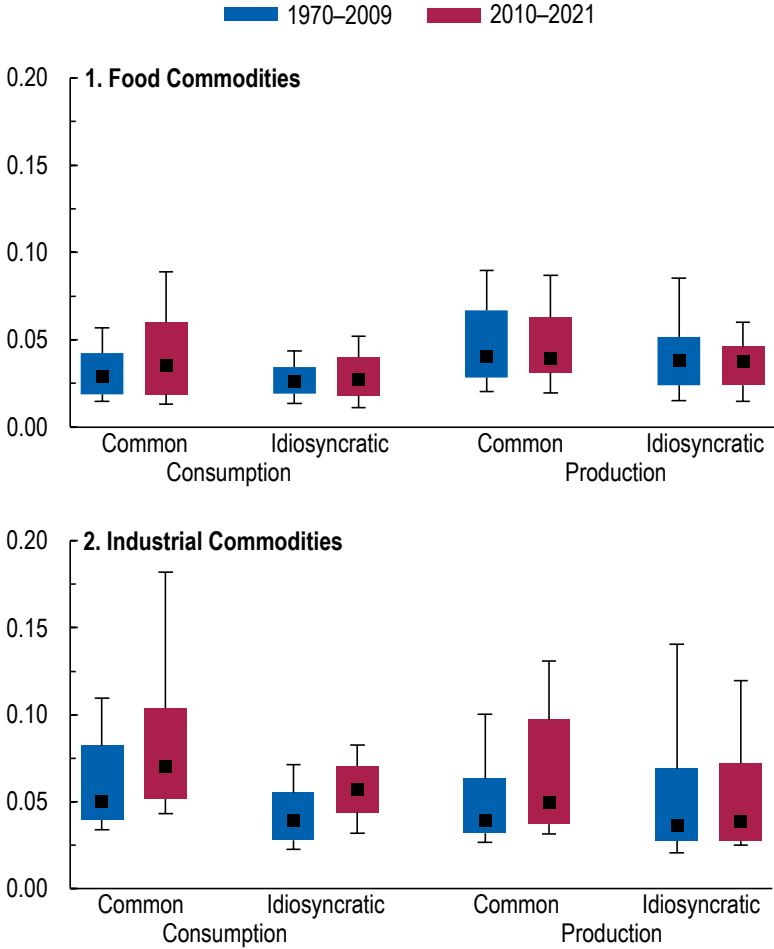 1970–2009 2010–2021
1. Food Commodities
0.20
0.15
0.10
0.05
0.00
Common Idiosyncratic Common Idiosyncratic
Consumption Production
2. Industrial Commodities
0.20
0.15
0.10
0.05
0.00
Common Idiosyncratic Common Idiosyncratic
Consumption Production